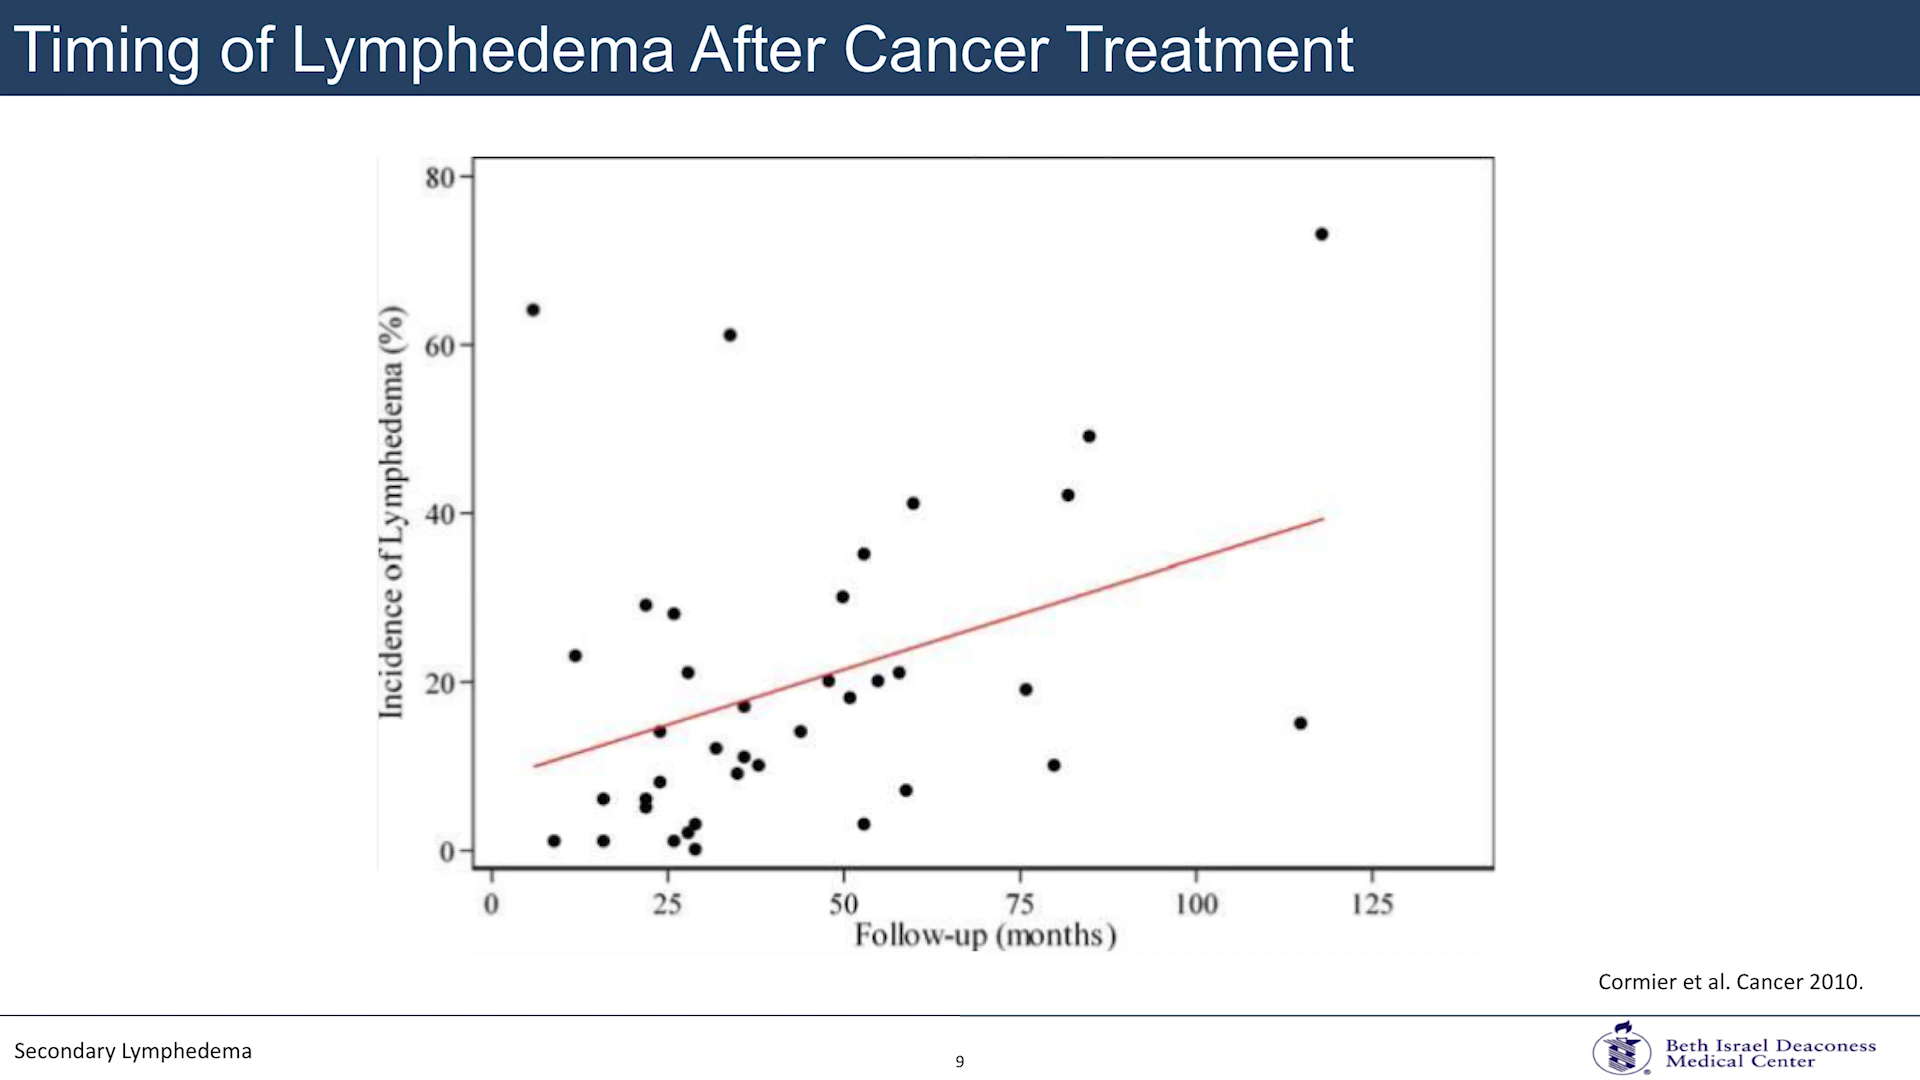 Timing of Lymphedema After Cancer Treatment
80
60
40
20
0
Incidence of Lymphedema (%)
0 25 50 75 100 125
Follow-up (months)
Cormier et al. Cancer 2010.
Secondary Lymphedema
9
Beth Israel Deaconess
Medical Center